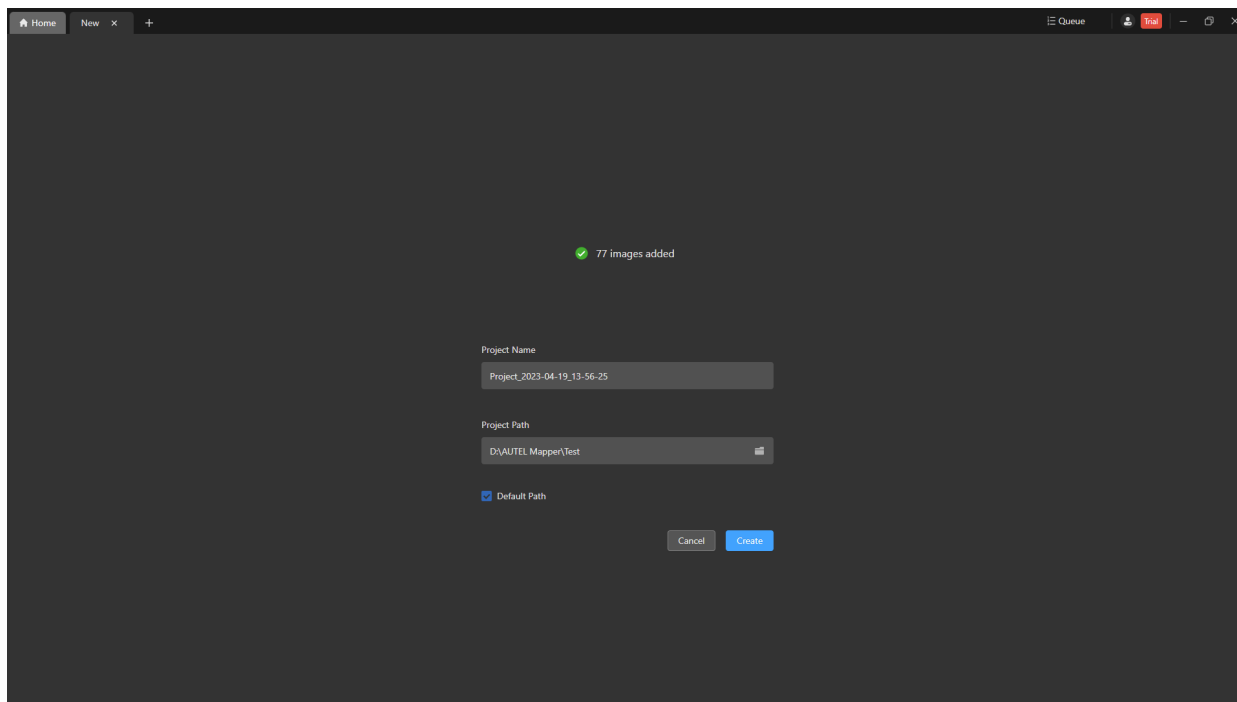 Home New Queue Trial
77 images added
Project Name
Project_2023-04-19_13-56-25
Project Path
D:\AUTEL Mapper\Test
Default Path
Cancel Create